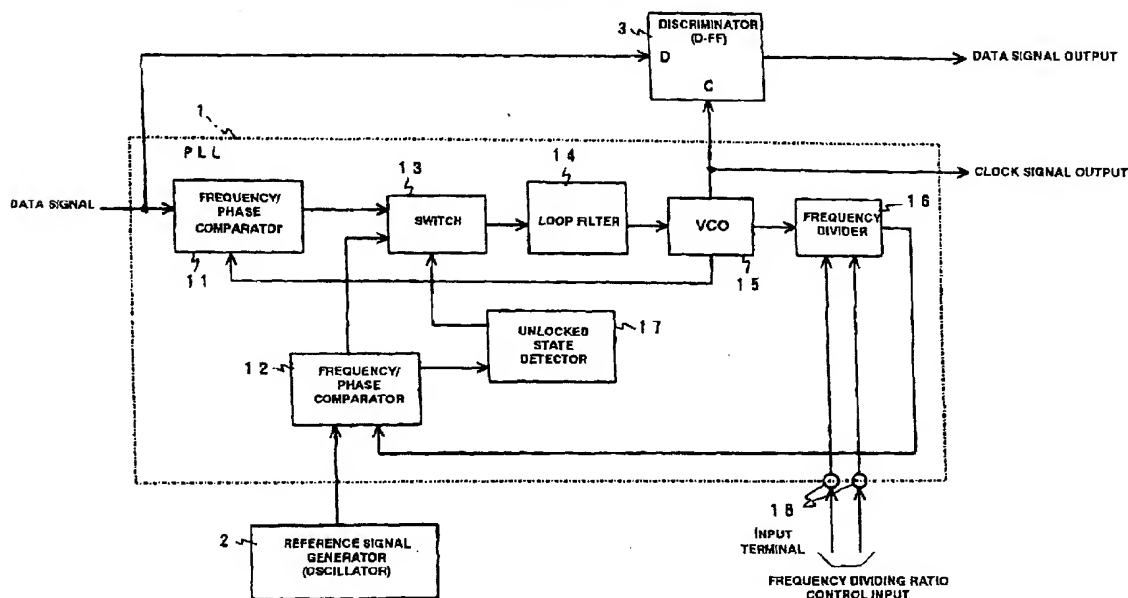 3
DISCRIMINATOR
(D-FF)
D
C
DATA SIGNAL OUTPUT
1
PLL
CLOCK SIGNAL OUTPUT
DATA SIGNAL
FREQUENCY/
PHASE
COMPARATOR
11
13
SWITCH
14
LOOP FILTER
VCO
15
FREQUENCY
DIVIDER
16
UNLOCKED
STATE
DETECTOR
17
12
FREQUENCY/
PHASE
COMPARATOR
2
REFERENCE SIGNAL
GENERATOR
(OSCILLATOR)
18
INPUT
TERMINAL
FREQUENCY DIVIDING RATIO
CONTROL INPUT